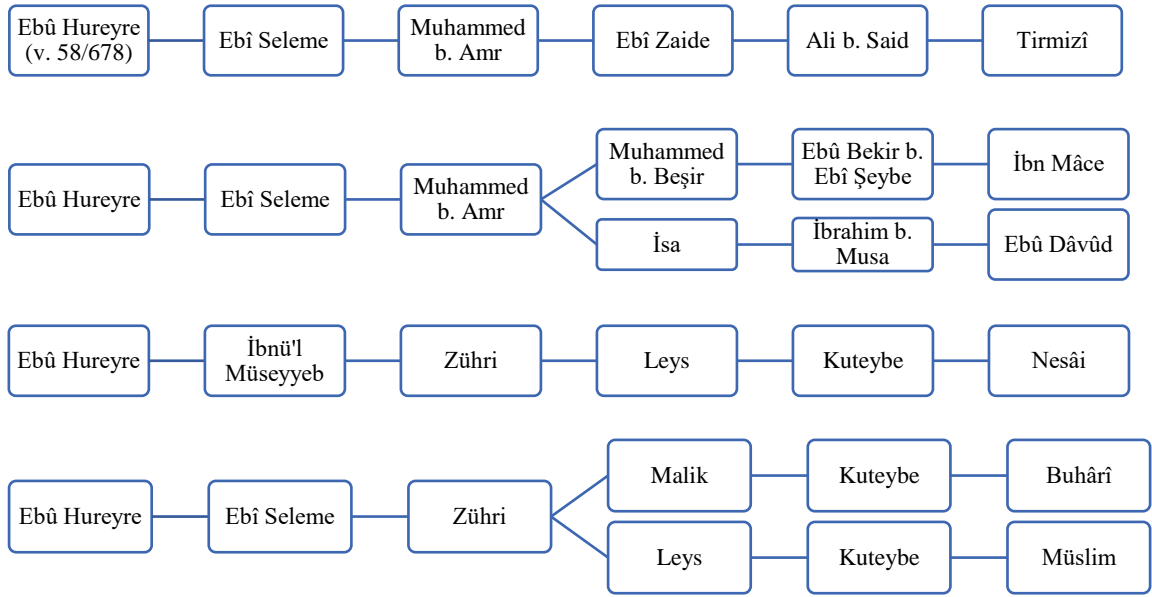 Ebû Hureyre
(v. 58/678)
Ebî Seleme
Muhammed
b. Amr
Ebî Zaide
Ali b. Said
Tirmizî
Ebû Hureyre
Ebî Seleme
Muhammed
b. Amr
Muhammed
b. Beşir
Ebû Bekir b.
Ebî Şeybe
İbn Mâce
İsa
İbrahim b.
Musa
Ebû Dâvûd
Ebû Hureyre
İbnü'l
Müseyyeb
Zührî
Leys
Kuteybe
Nesâi
Ebû Hureyre
Ebî Seleme
Zührî
Malik
Kuteybe
Buhârî
Leys
Kuteybe
Müslim